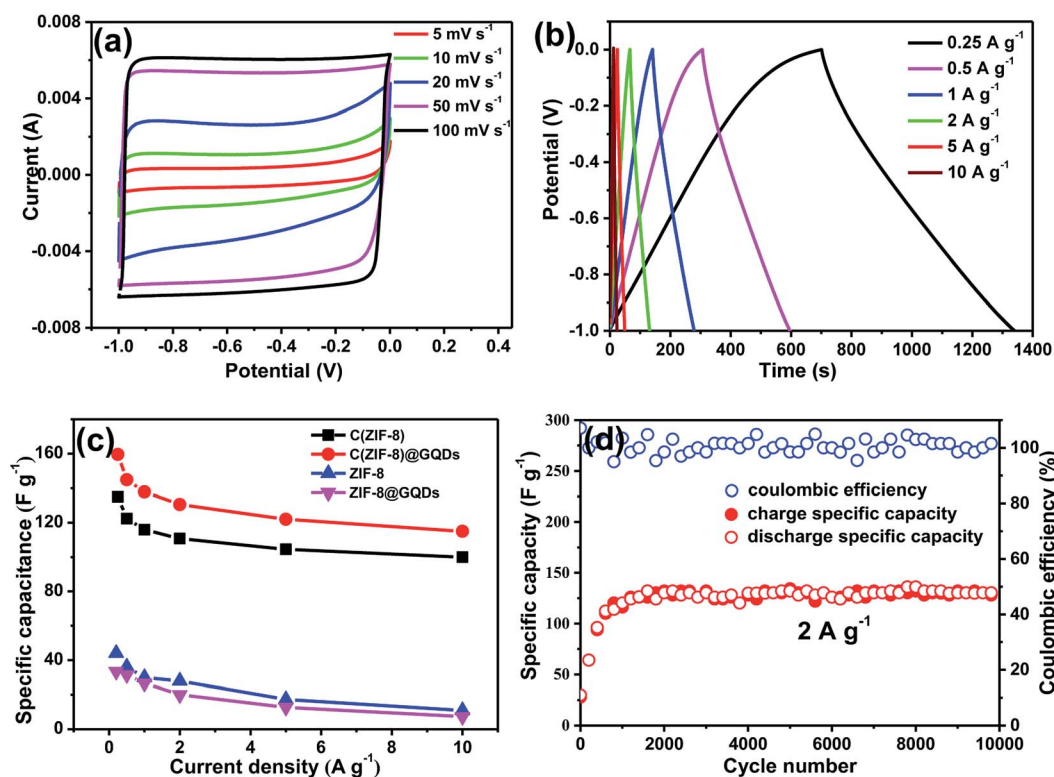 (a)
5 mV s⁻¹
10 mV s⁻¹
20 mV s⁻¹
50 mV s⁻¹
100 mV s⁻¹
0.008
0.004
0.000
-0.004
-0.008
Current (A)
-1.0 -0.8 -0.6 -0.4 -0.2 0.0 0.2 0.4
Potential (V)
(b)
0.25 A g⁻¹
0.5 A g⁻¹
1 A g⁻¹
2 A g⁻¹
5 A g⁻¹
10 A g⁻¹
0.0
-0.2
-0.4
-0.6
-0.8
-1.0
Potential (V)
0 200 400 600 800 1000 1200 1400
Time (s)
(c)
C(ZIF-8)
C(ZIF-8)@GQDs
ZIF-8
ZIF-8@GQDs
160
120
80
40
0
Specific capacitance (F g⁻¹)
0 2 4 6 8 10
Current density (A g⁻¹)
(d)
coulombic efficiency
charge specific capacity
discharge specific capacity
2 A g⁻¹
300
250
200
150
100
50
0
Specific capacity (F g⁻¹)
100
80
60
40
20
0
Coulombic efficiency (%)
0 2000 4000 6000 8000 10000
Cycle number